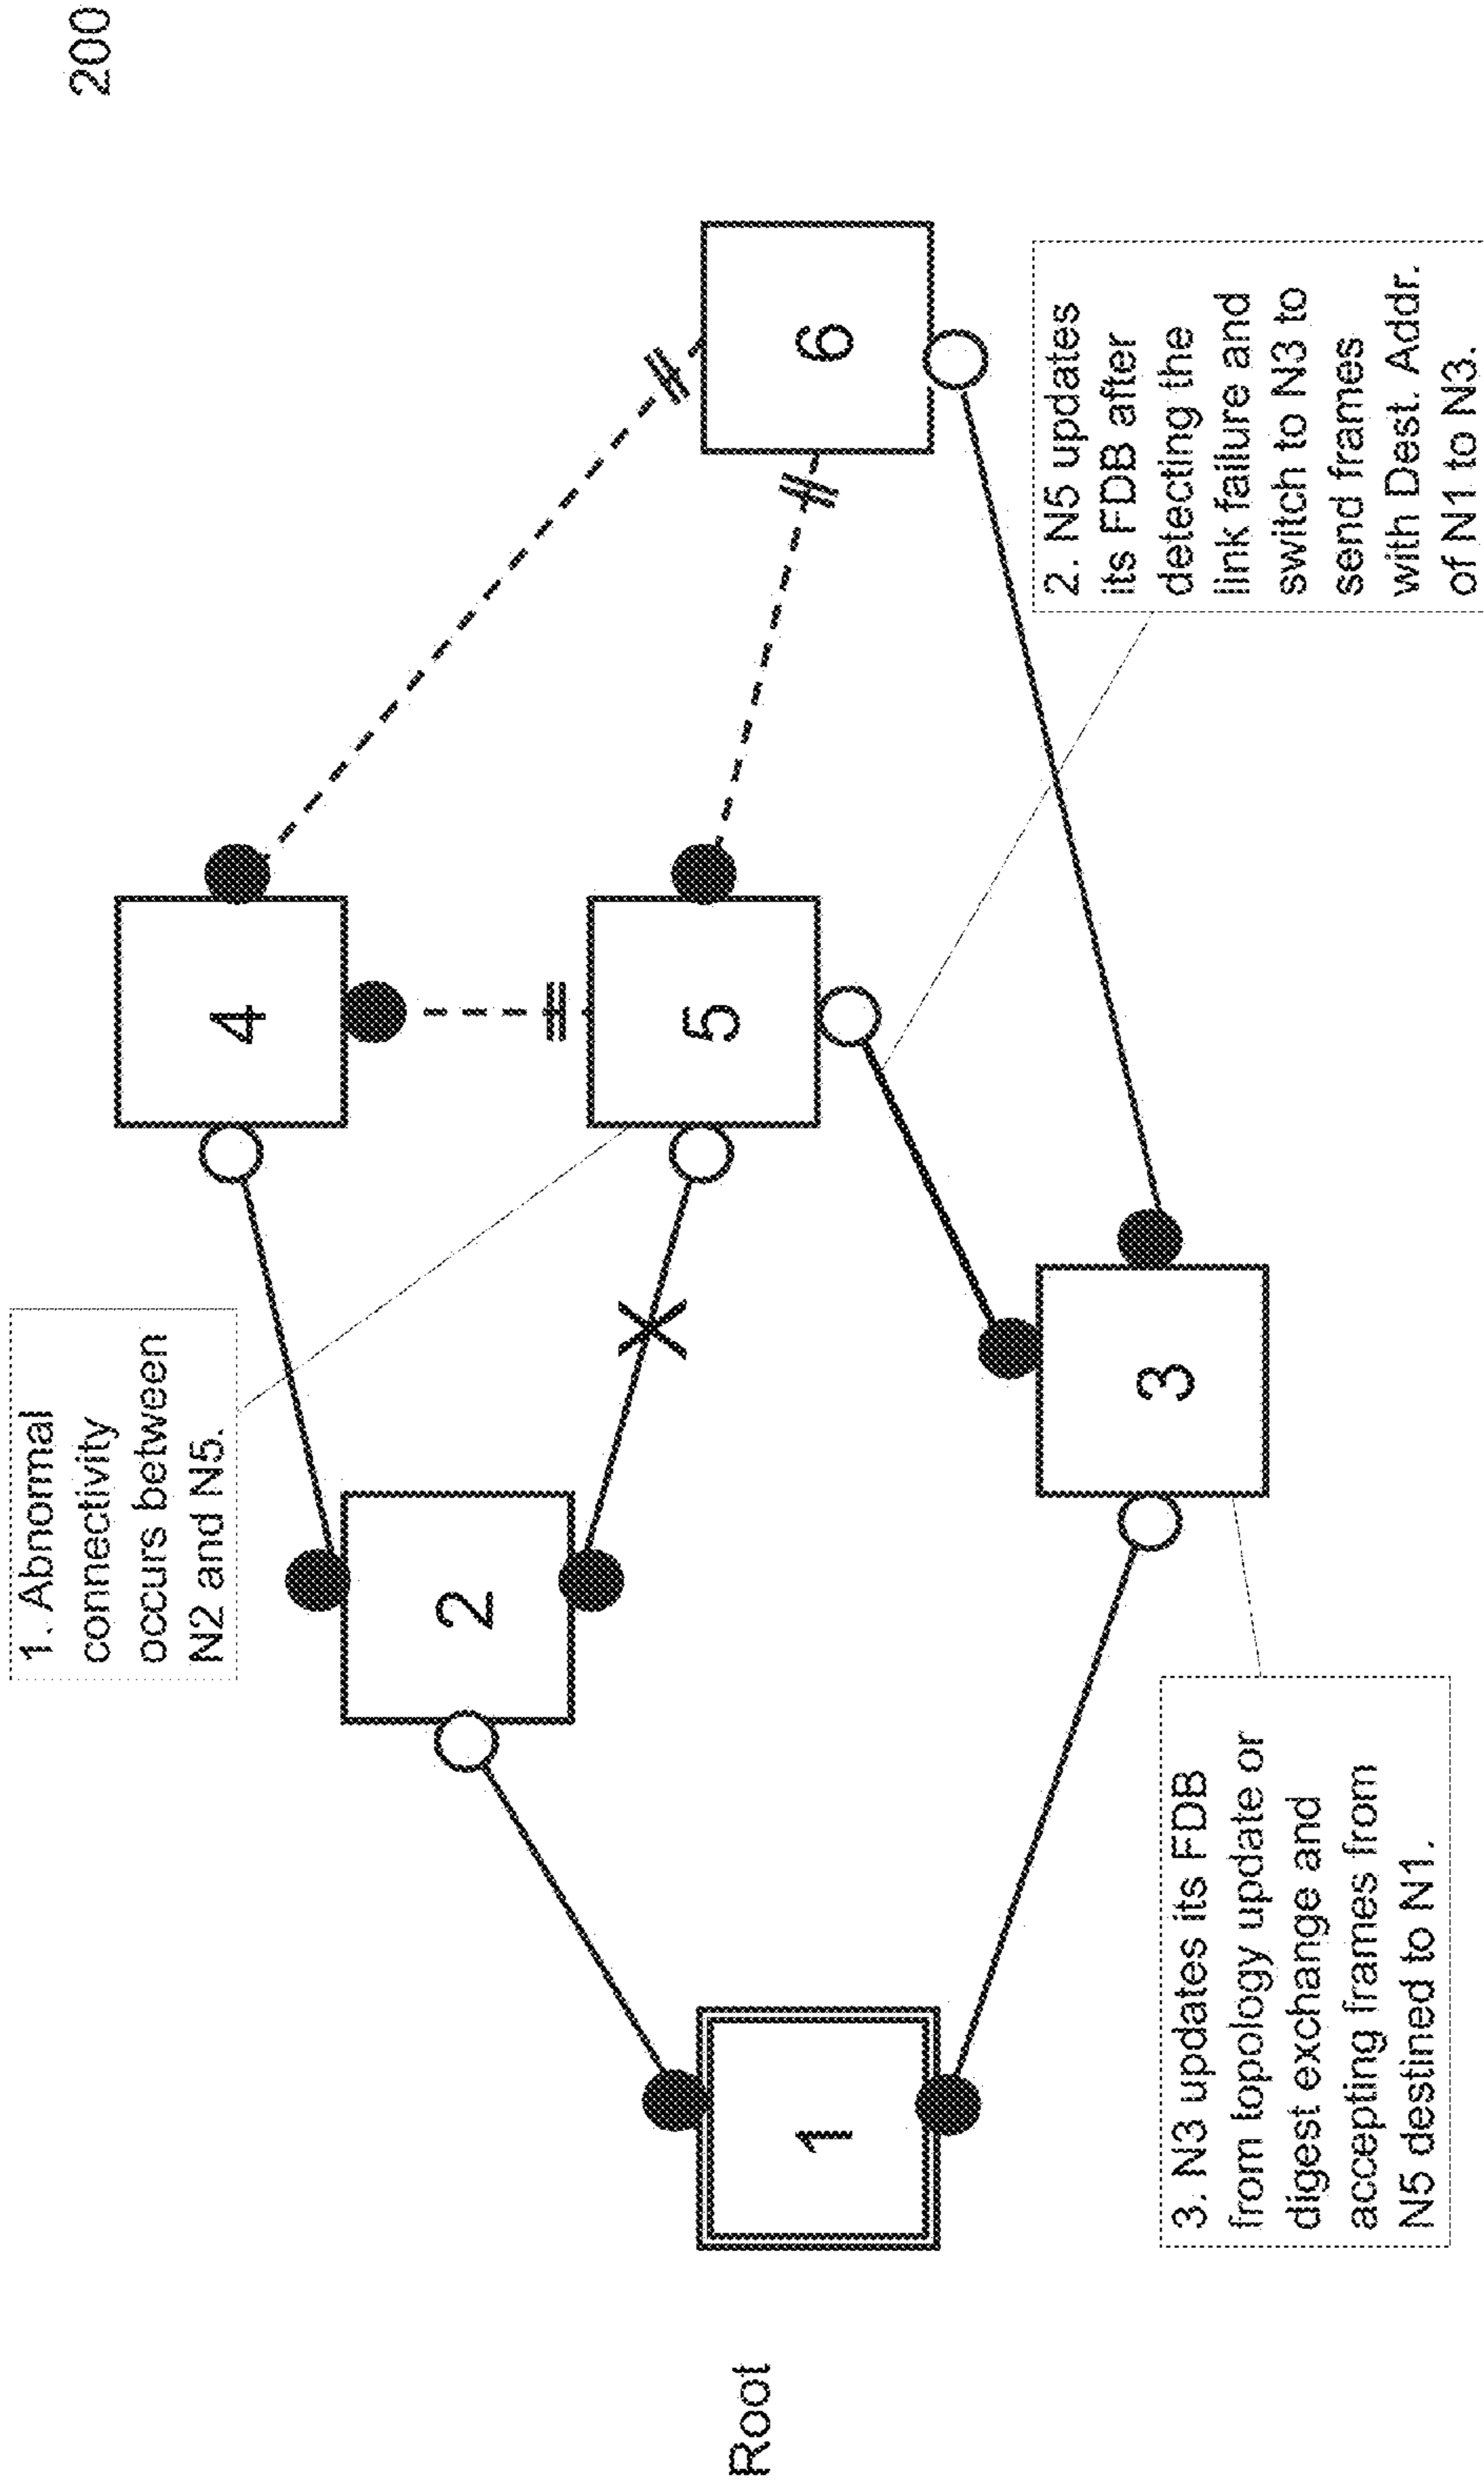 200
1. Abnormal
connectivity
occurs between
N2 and N5.
4
2
5
6
Root
1
3
2. N5 updates
its FDB after
detecting the
link failure and
switch to N3 to
send frames
with Dest. Addr.
of N1 to N3.
3. N3 updates its FDB
from lopology update or
digest exchange and
accepting frames from
N5 destined to N1.